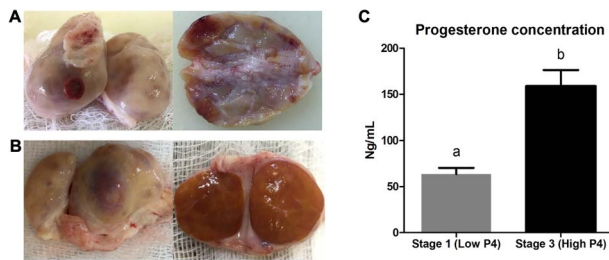 A
B
C
Progesterone concentration
Ng/mL
200
150
100
50
0
a
b
Stage 1 (Low P4)
Stage 3 (High P4)